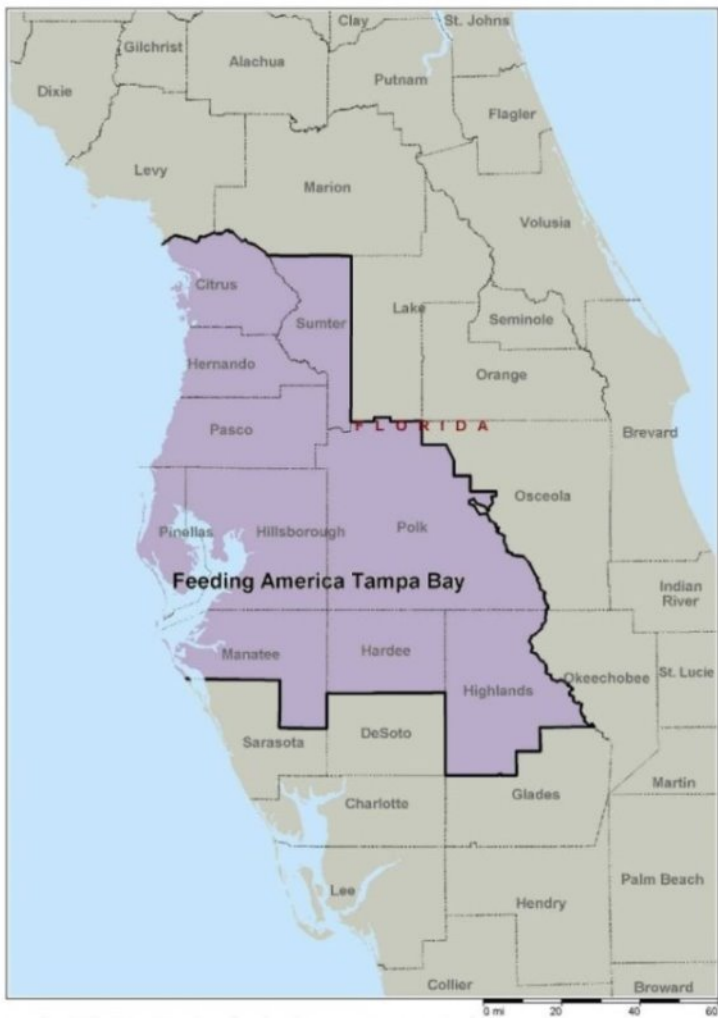 Clay
St. Johns
Gilchrist
Alachua
Putnam
Dixie
Flagler
Levy
Marion
Volusia
Citrus
Sumter
Lake
Seminole
Hernando
Orange
Pasco
FLORIDA
Brevard
Osceola
Pinellas
Hillsborough
Polk
Feeding America Tampa Bay
Indian
River
Manatee
Hardee
Highlands
Okeechobee
St. Lucie
Sarasota
DeSoto
Martin
Charlotte
Glades
Palm Beach
Lee
Hendry
Collier
Broward
0 mi 20 40 60